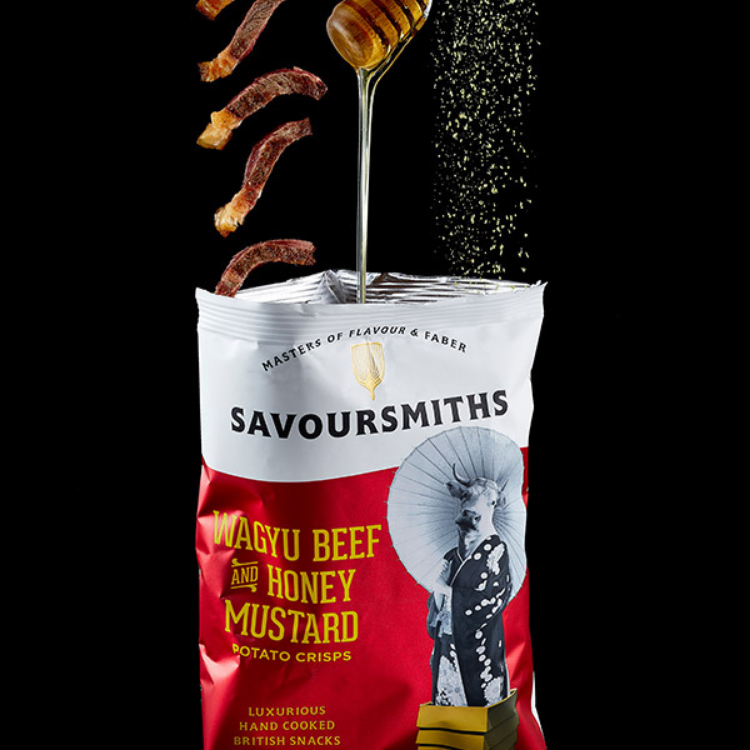 MASTERS OF FLAVOUR & FABER
SAVOURSMITHS
WAGYU BEEF
AND HONEY
MUSTARD
POTATO CRISPS
LUXURIOUS
HAND COOKED
BRITISH SNACKS